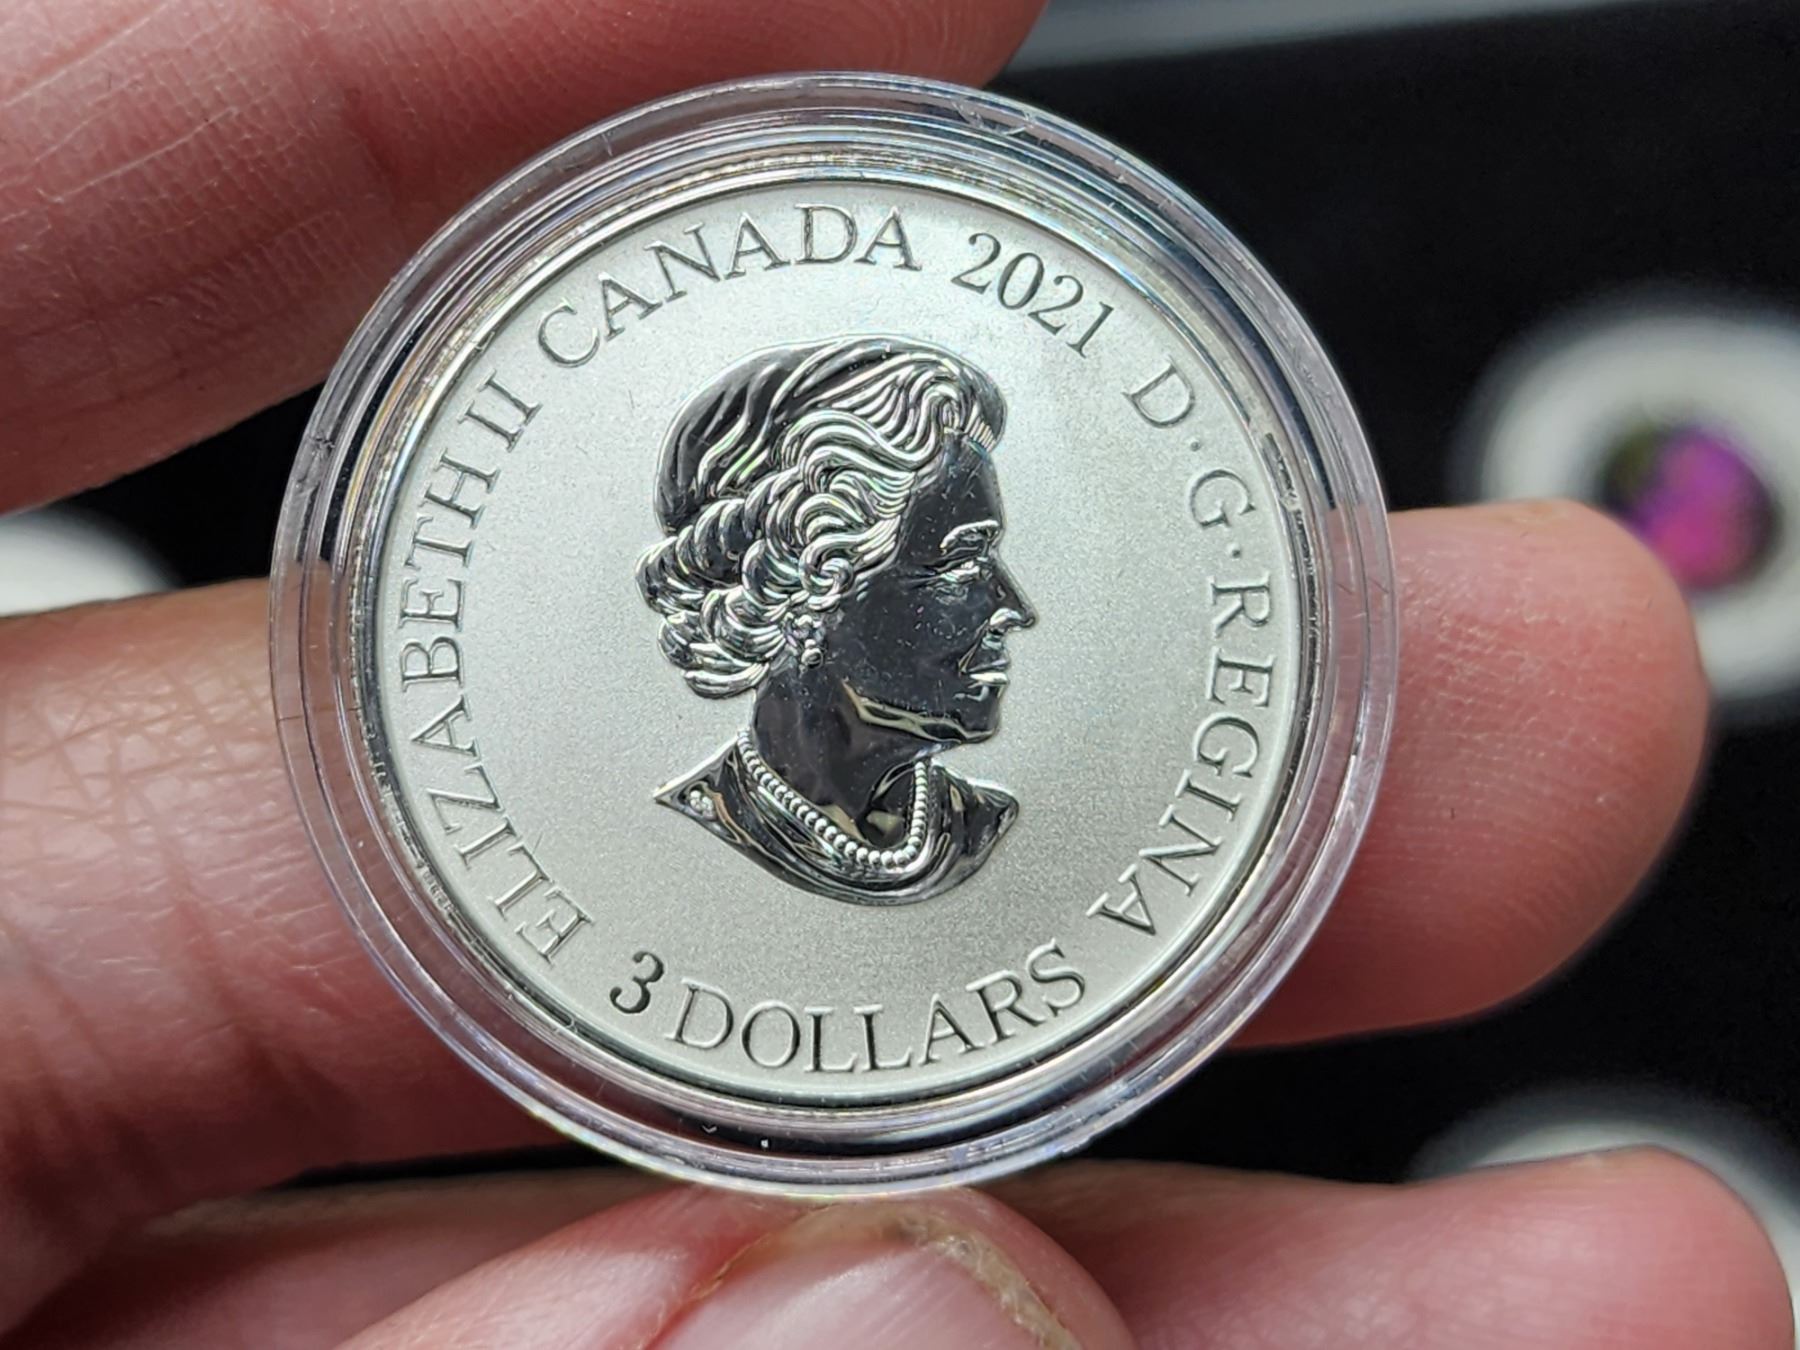 ELIZABETH II CANADA 2021 D·G·REGINA
3 DOLLARS